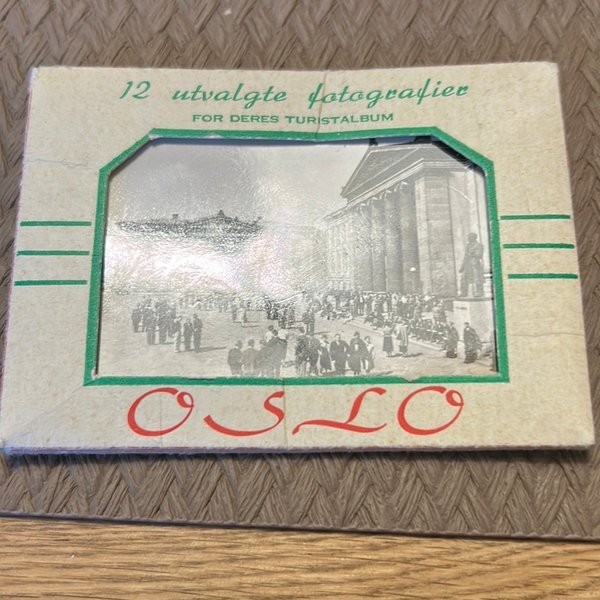 12 utvalgte fotografier
FOR DERES TURISTALBUM
OSLO